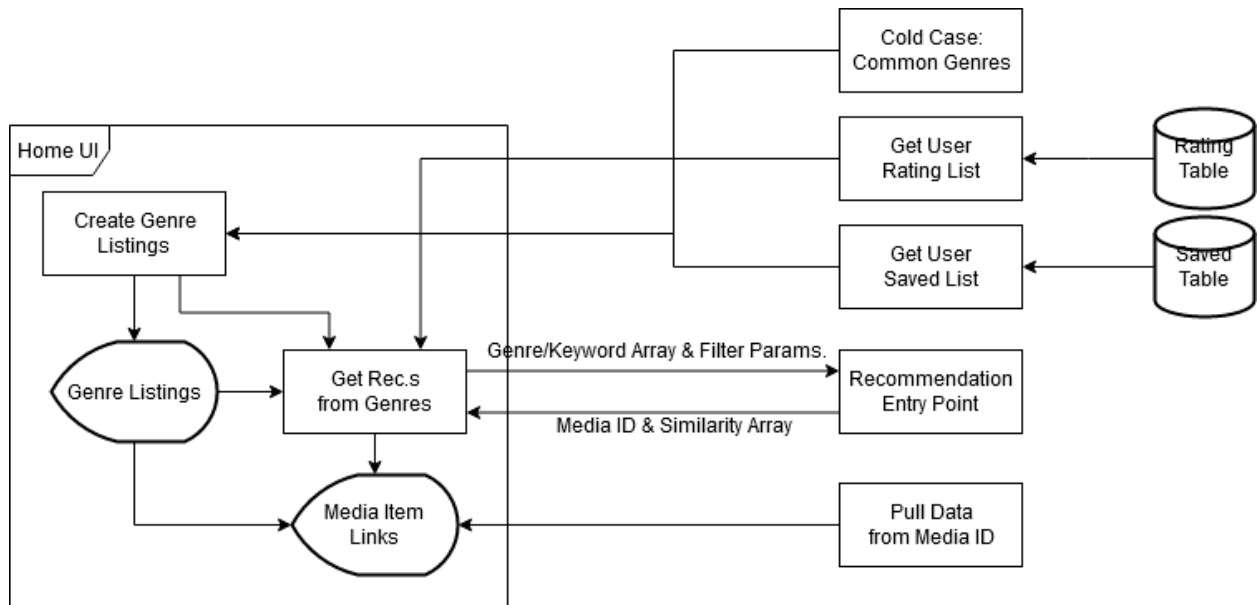 Cold Case:
Common Genres
Home UI
Get User
Rating List
Rating
Table
Create Genre
Listings
Get User
Saved List
Saved
Table
Genre/Keyword Array & Filter Params.
Genre Listings
Get Rec.s
from Genres
Recommendation
Entry Point
Media ID & Similarity Array
Media Item
Links
Pull Data
from Media ID